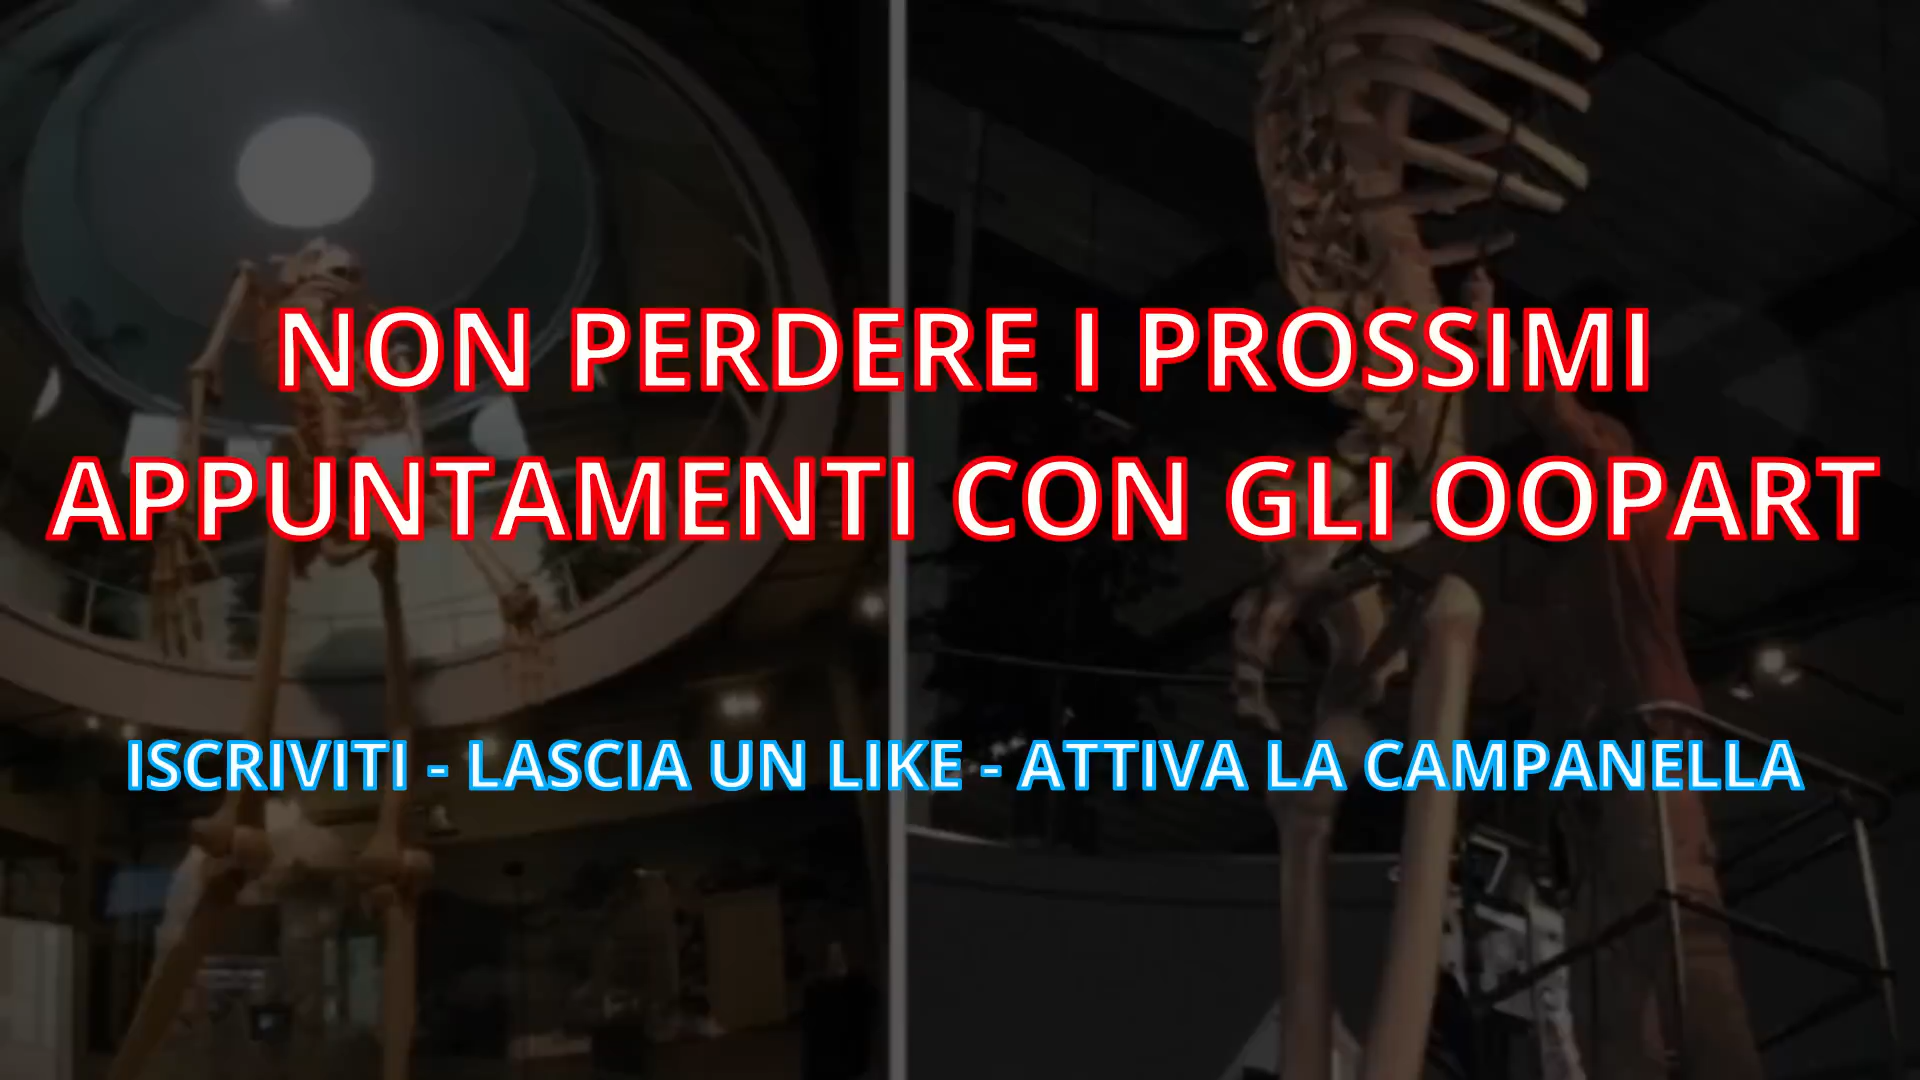 NON PERDERE I PROSSIMI
APPUNTAMENTI CON GLI OOPART
ISCRIVITI - LASCIA UN LIKE - ATTIVA LA CAMPANELLA